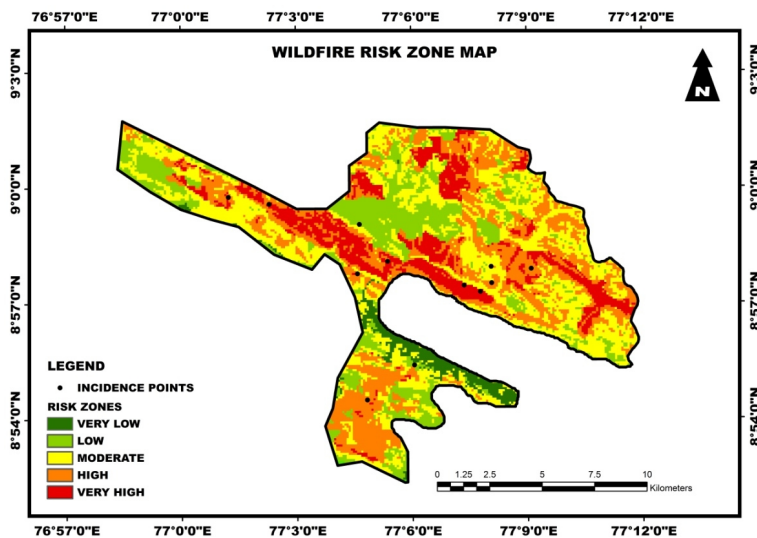 76°57'0"E 77°0'0"E 77°3'0"E 77°6'0"E 77°9'0"E 77°12'0"E
WILDFIRE RISK ZONE MAP
N
9°3'0"N 9°3'0"N
9°0'0"N 9°0'0"N
8°57'0"N 8°57'0"N
8°54'0"N 8°54'0"N
LEGEND
INCIDENCE POINTS
RISK ZONES
VERY LOW
LOW
MODERATE
HIGH
VERY HIGH
0 1.25 2.5 5 7.5 10
Kilometers
76°57'0"E 77°0'0"E 77°3'0"E 77°6'0"E 77°9'0"E 77°12'0"E